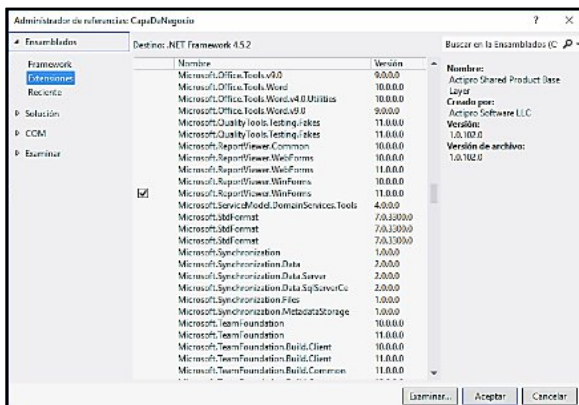 Administrador de referencias: CapaDeNegocio ? ×
Ensamblados
Framework
Extensiones
Reciente
Solución
COM
Examinar
Destino: .NET Framework 4.5.2
Nombre Versión
Microsoft.Office.Tools.v9.0 9.0.0.0
Microsoft.Office.Tools.Word 10.0.0.0
Microsoft.Office.Tools.Word.v4.0.Utilities 10.0.0.0
Microsoft.Office.Tools.Word.v9.0 9.0.0.0
Microsoft.QualityTools.Testing.Fakes 11.0.0.0
Microsoft.QualityTools.Testing.Fakes 11.0.0.0
Microsoft.ReportViewer.Common 10.0.0.0
Microsoft.ReportViewer.WebForms 10.0.0.0
Microsoft.ReportViewer.WebForms 11.0.0.0
Microsoft.ReportViewer.WinForms 10.0.0.0
Microsoft.ReportViewer.WinForms 11.0.0.0
Microsoft.ServiceModel.DomainServices.Tools 4.0.0.0
Microsoft.StdFormat 7.0.3300.0
Microsoft.StdFormat 7.0.3300.0
Microsoft.StdFormat 7.0.3300.0
Microsoft.Synchronization 1.0.0.0
Microsoft.Synchronization.Data 2.0.0.0
Microsoft.Synchronization.Data.Server 2.0.0.0
Microsoft.Synchronization.Data.SqlServerCe 2.0.0.0
Microsoft.Synchronization.Files 1.0.0.0
Microsoft.Synchronization.MetadataStorage 1.0.0.0
Microsoft.TeamFoundation 10.0.0.0
Microsoft.TeamFoundation 11.0.0.0
Microsoft.TeamFoundation.Build.Client 10.0.0.0
Microsoft.TeamFoundation.Build.Client 11.0.0.0
Microsoft.TeamFoundation.Build.Common 11.0.0.0
Buscar en la Ensamblados (C
Nombre:
Actipro Shared Product Base
Layer
Creado por:
Actipro Software LLC
Versión:
1.0.102.0
Versión de archivo:
1.0.102.0
Examinar... Aceptar Cancelar